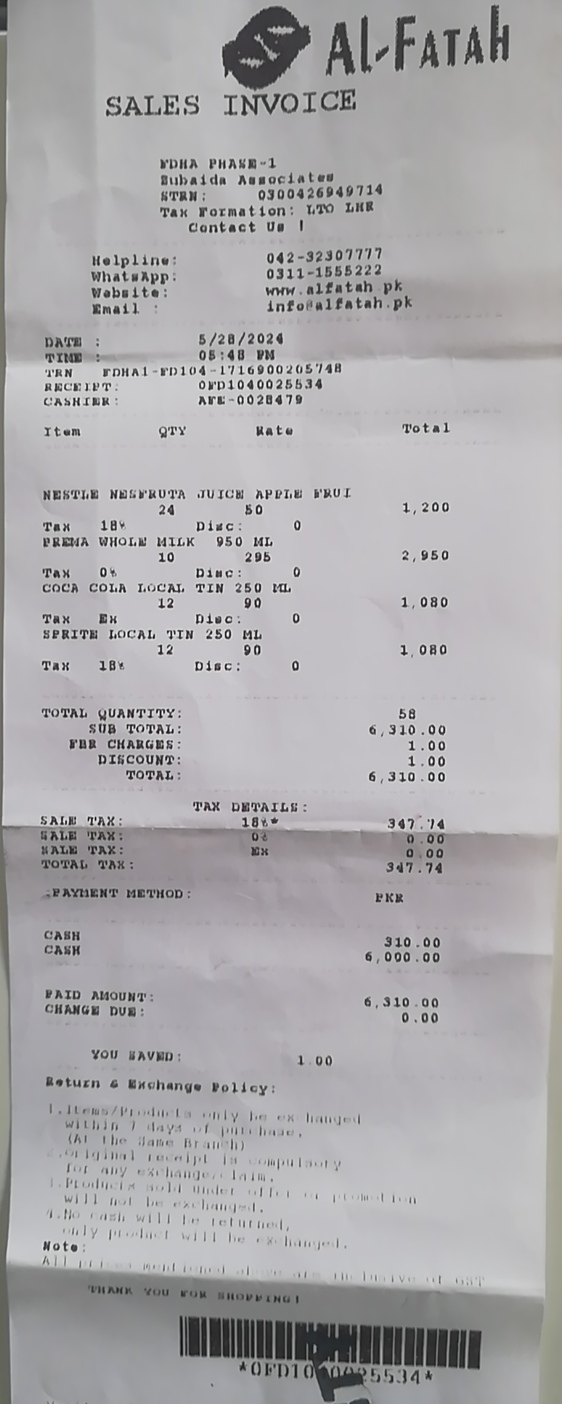 Al-Fatah
SALES INVOICE
FDHA PHASE-1
Subaida Associates
STRN: 0300426949714
Tax Formation: LTO LHR
Contact Us !
Helpline: 042-32307777
WhatsApp: 0311-1555222
Website: www.alfatah.pk
Email : info@alfatah.pk
DATE : 5/28/2024
TIME : 05:48 PM
TRN FDHA1-FD104-1716900205748
RECEIPT: 0FD1040025534
CASHIER: AFE-0028479
Item QTY Rate Total
NESTLE NESFRUTA JUICE APPLE FRUI
24 50 1,200
Tax 18% Disc: 0
PREMA WHOLE MILK 950 ML
10 295 2,950
Tax 0% Disc: 0
COCA COLA LOCAL TIN 250 ML
12 90 1,080
Tax Ex Disc: 0
SPRITE LOCAL TIN 250 ML
12 90 1,080
Tax 18% Disc: 0
TOTAL QUANTITY: 58
SUB TOTAL: 6,310.00
FBR CHARGES: 1.00
DISCOUNT: 1.00
TOTAL: 6,310.00
TAX DETAILS:
SALE TAX: 18%* 347.74
SALE TAX: 0% 0.00
SALE TAX: Ex 0.00
TOTAL TAX: 347.74
:PAYMENT METHOD: PKR
CASH 310.00
CASH 6,000.00
PAID AMOUNT: 6,310.00
CHANGE DUE: 0.00
YOU SAVED: 1.00
Return & Exchange Policy:
1.Items/Products only be ex hanged
within 7 days of purchase.
(At the Same Branch)
2.Original receipt is compulsory
for any exchange/claim.
3.Products sold under offer or promotion
will not be exchanged.
4.No cash will be returned,
only product will be exchanged.
Note:
All prices mentioned above are inclusive of GST
THANK YOU FOR SHOPPING!